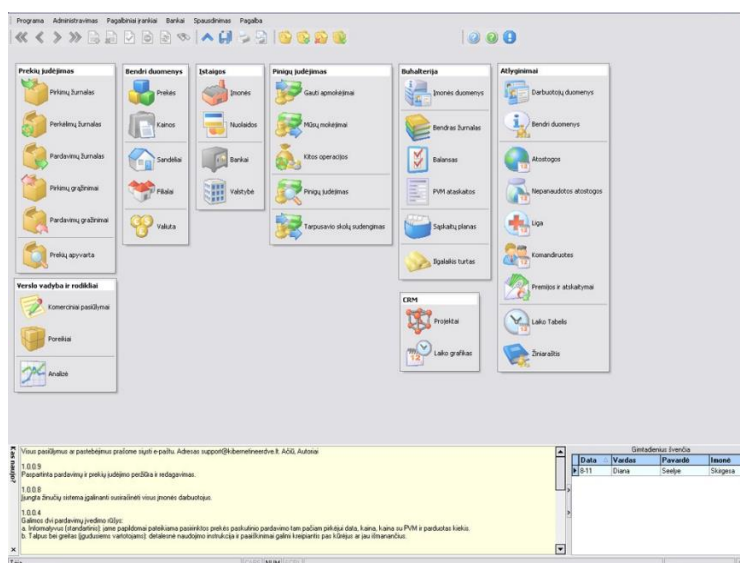 Programa Administravimas Pagalbiniai įrankiai Bankai Spausdinimas Pagalba
Prekių judėjimas
Pirkimų žurnalas
Perkėlimų žurnalas
Pardavimų žurnalas
Pirkimų grąžinimai
Pardavimų grąžinimai
Prekių apyvarta
Bendri duomenys
Prekės
Kainos
Sandėliai
Filialai
Valiuta
Įstaigos
Įmonės
Nuolaidos
Bankai
Valstybė
Pinigų judėjimas
Gauti apmokėjimai
Mūsų mokėjimai
Kitos operacijos
Pinigų judėjimas
Tarpusavio skolų sudengimas
Buhalterija
Įmonės duomenys
Bendras žurnalas
Balansas
PVM ataskaitos
Sąskaitų planas
Ilgalaikis turtas
Atlyginimai
Darbuotojų duomenys
Bendri duomenys
Atostogos
Nepanaudotos atostogos
Liga
Komandiruotės
Premijos ir atskaitymai
Laiko Tabelis
Žiniaraštis
Verslo vadyba ir rodikliai
Komerciniai pasiūlymai
Poreikiai
Analizė
CRM
Projektai
Laiko grafikas
Kas naujo?
Visus pasiūlymus ar pastebėjimus prašome siųsti e-paštu. Adresas support@kibernetineerdve.lt. Ačiū, Autoriai
1.0.0.9
Paspartinta pardavimų ir prekių judėjimo peržiūra ir redagavimas.
1.0.0.8
Įjungta žinučių sistema įgalinanti susirašinėti visus įmonės darbuotojus.
1.0.0.4
Galimos dvi pardavimų įvedimo rūšys:
a. Informatyvus (standartinis): jame papildomai pateikiama pasirinktos prekės paskutinio pardavimo tam pačiam pirkėjui data, kaina, kaina su PVM ir parduotas kiekis.
b. Talpus bei greitas (įgudusiems vartotojams): detalesnė naudojimo instrukcija ir paaiškinimai galimi kreipiantis pas kūrėjus ar jau išmanančius.
Gimtadienius švenčia
Data Vardas Pavardė Įmonė
8-11 Diana Seelye Skigesa
NUM